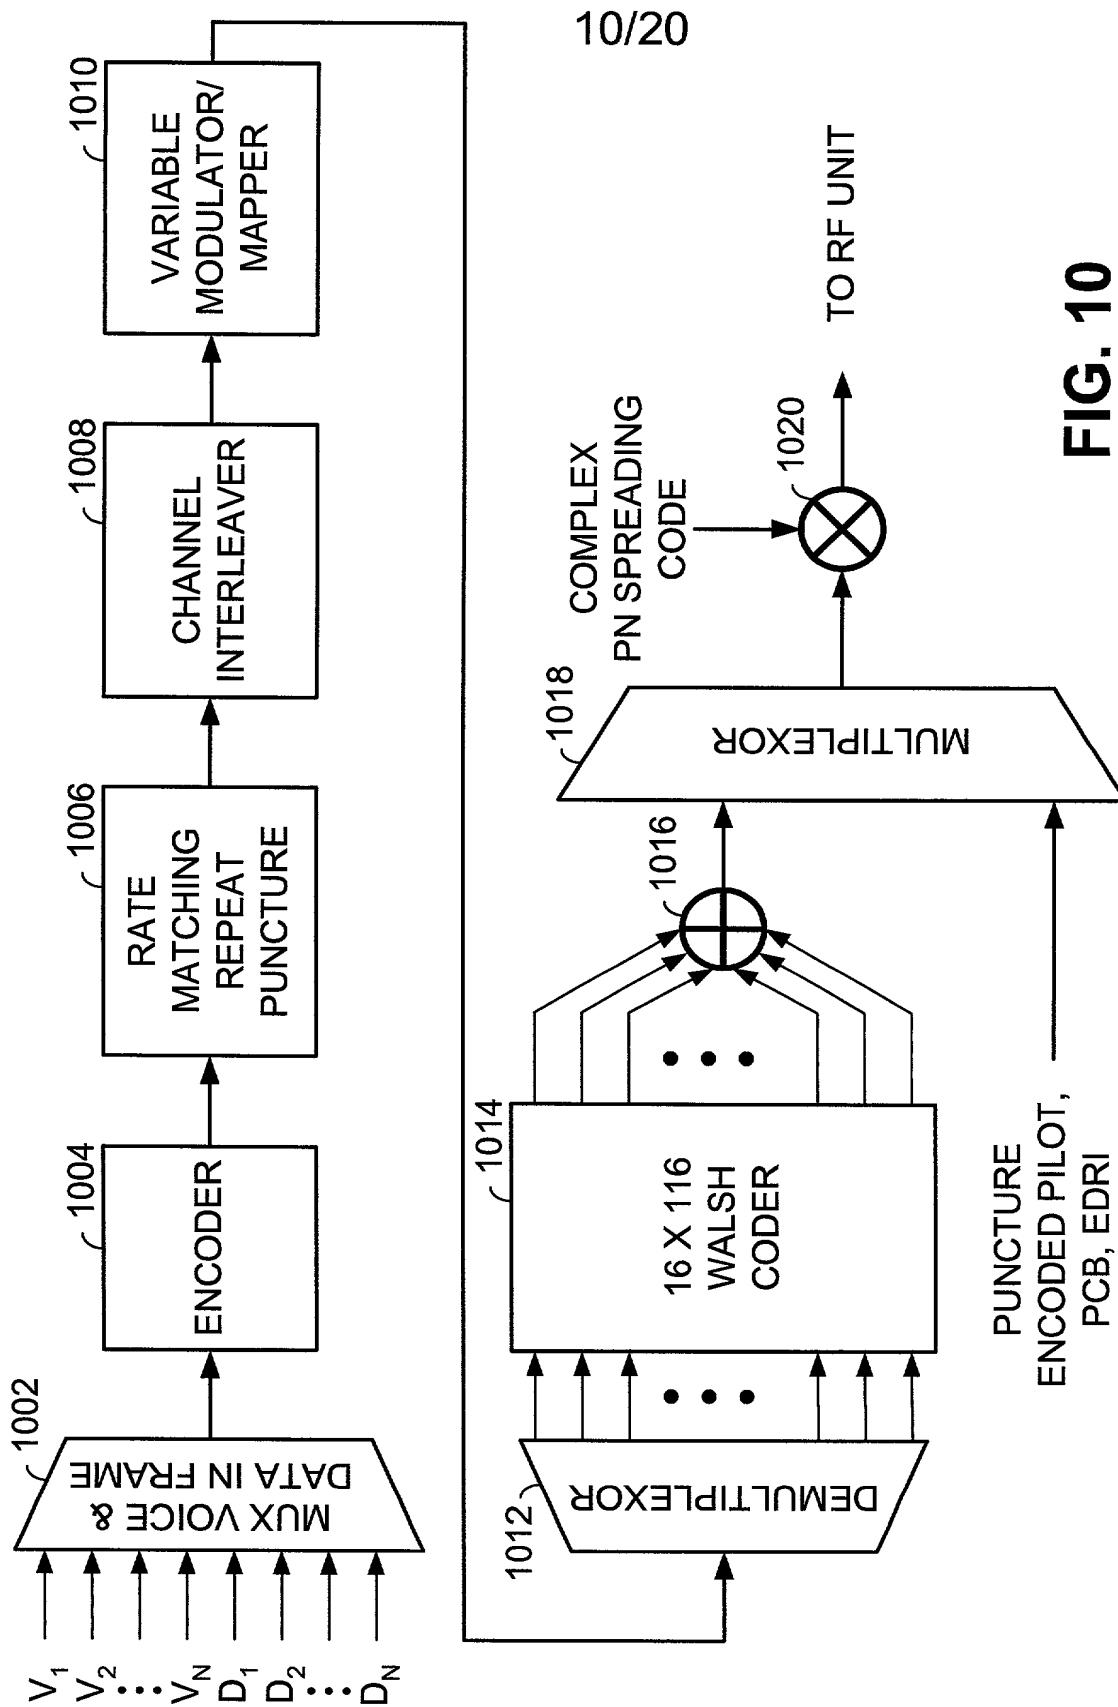 10/20
V1
V2
VN
D1
D2
DN
1002
MUX VOICE &
DATA IN FRAME
1004
ENCODER
1006
RATE
MATCHING
REPEAT
PUNCTURE
1008
CHANNEL
INTERLEAVER
1010
VARIABLE
MODULATOR/
MAPPER
1012
DEMULTIPLEXOR
1014
16 X 116
WALSH
CODER
1016
1018
MULTIPLEXOR
PUNCTURE
ENCODED PILOT,
PCB, EDRI
COMPLEX
PN SPREADING
CODE
1020
TO RF UNIT
FIG. 10